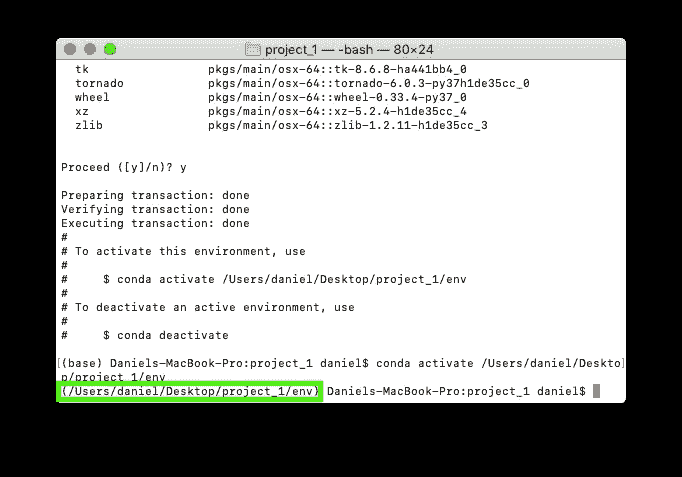 project_1 — -bash — 80×24
tk pkgs/main/osx-64::tk-8.6.8-ha441bb4_0
tornado pkgs/main/osx-64::tornado-6.0.3-py37h1de35cc_0
wheel pkgs/main/osx-64::wheel-0.33.4-py37_0
xz pkgs/main/osx-64::xz-5.2.4-h1de35cc_4
zlib pkgs/main/osx-64::zlib-1.2.11-h1de35cc_3
Proceed ([y]/n)? y
Preparing transaction: done
Verifying transaction: done
Executing transaction: done
#
# To activate this environment, use
#
# $ conda activate /Users/daniel/Desktop/project_1/env
#
# To deactivate an active environment, use
#
# $ conda deactivate
[(base) Daniels-MacBook-Pro:project_1 daniel$ conda activate /Users/daniel/Deskto]
p/project_1/env
(/Users/daniel/Desktop/project_1/env) Daniels-MacBook-Pro:project_1 daniel$